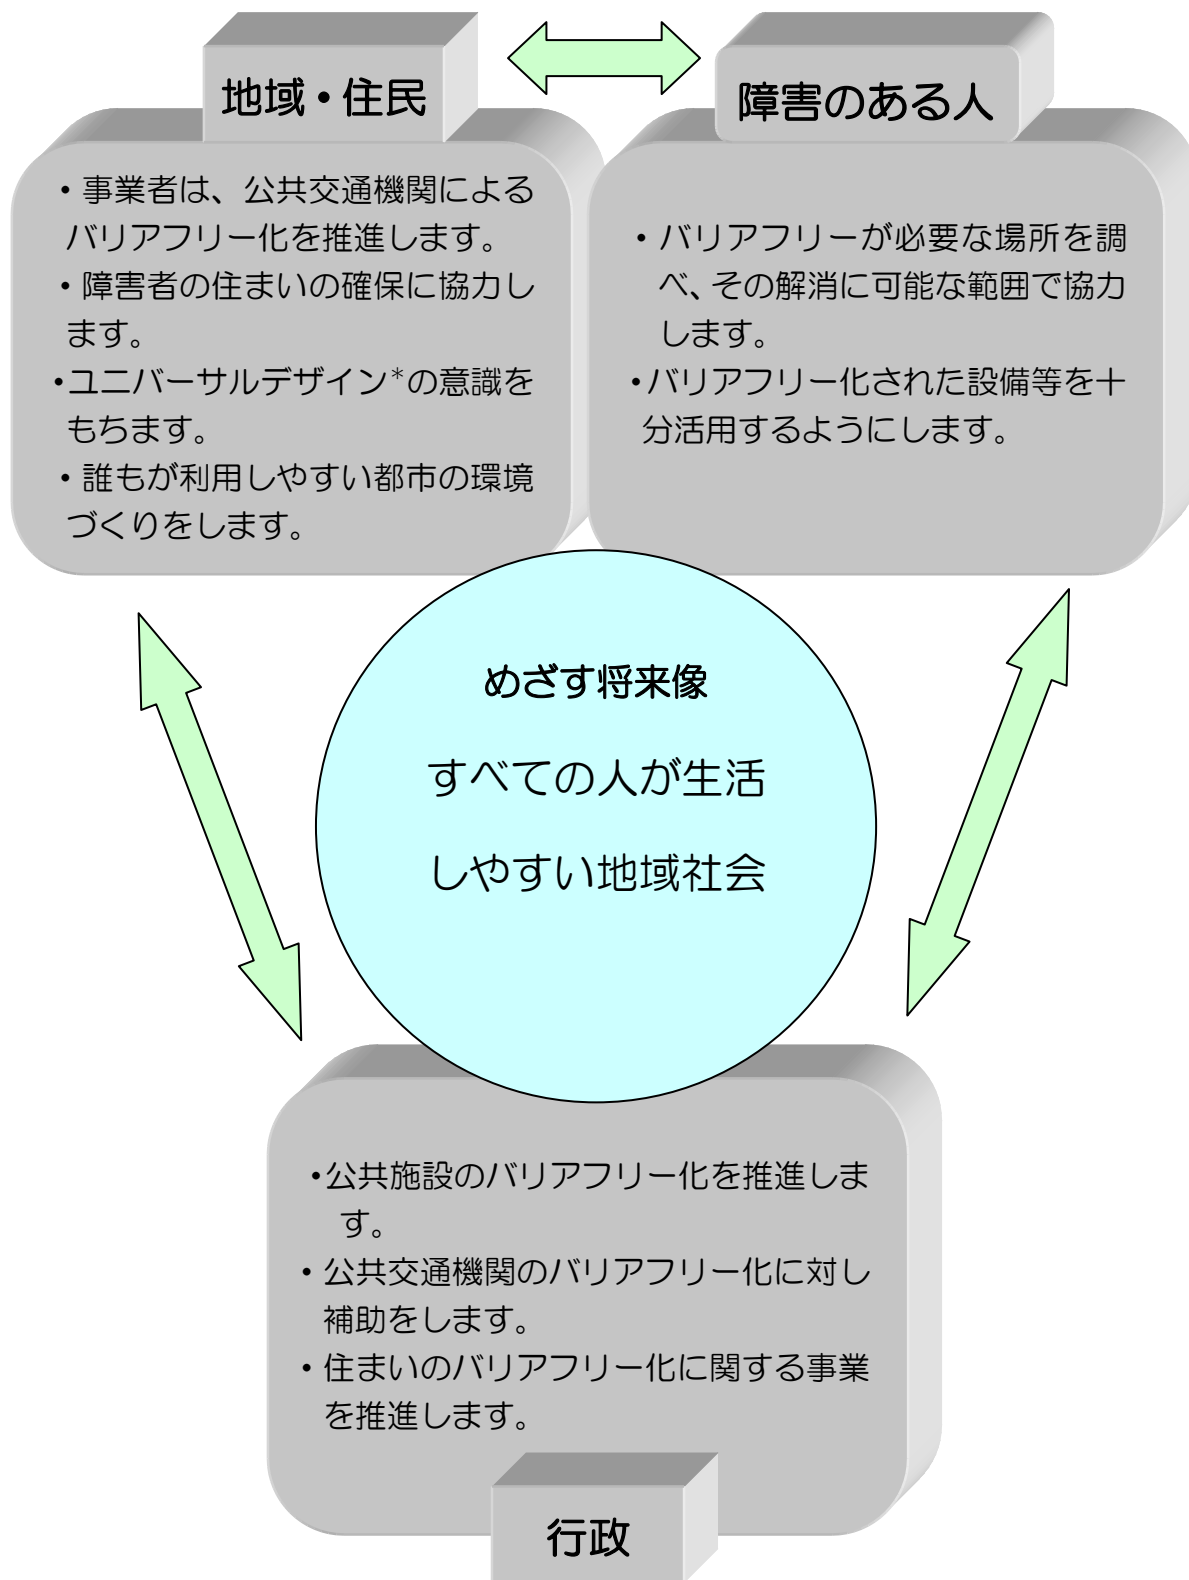 地域・住民
・事業者は、公共交通機関による
バリアフリー化を推進します。
・障害者の住まいの確保に協力し
ます。
・ユニバーサルデザイン*の意識を
もちます。
・誰もが利用しやすい都市の環境
づくりをします。
障害のある人
・バリアフリーが必要な場所を調
べ、その解消に可能な範囲で協力
します。
・バリアフリー化された設備等を十
分活用するようにします。
めざす将来像
すべての人が生活
しやすい地域社会
・公共施設のバリアフリー化を推進しま
す。
・公共交通機関のバリアフリー化に対し
補助をします。
・住まいのバリアフリー化に関する事業
を推進します。
行政